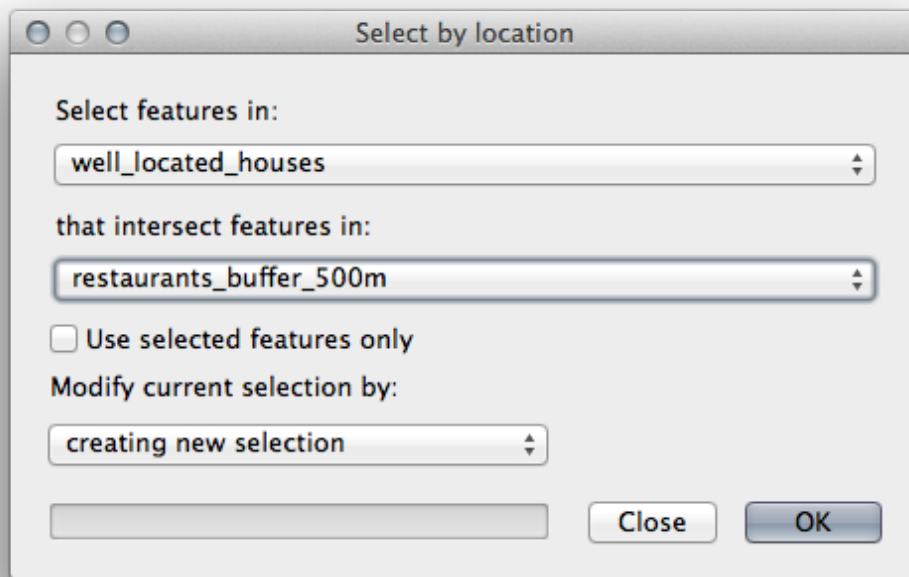 Select by location
Select features in:
well_located_houses
that intersect features in:
restaurants_buffer_500m
Use selected features only
Modify current selection by:
creating new selection
Close OK